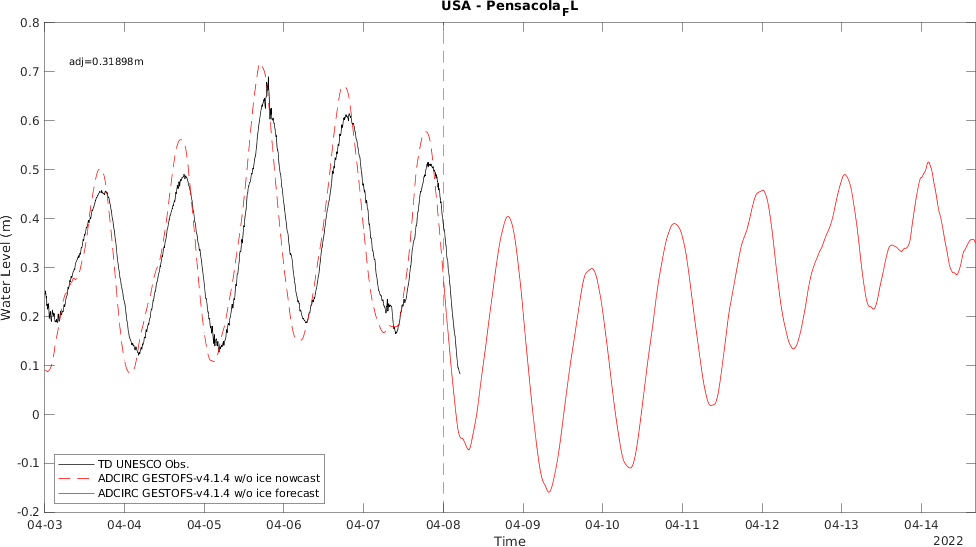 USA - Pensacola_FL
adj=0.31898m
Water Level (m)
0.8
0.7
0.6
0.5
0.4
0.3
0.2
0.1
0
-0.1
-0.2
TD UNESCO Obs.
ADCIRC GESTOFS-v4.1.4 w/o ice nowcast
ADCIRC GESTOFS-v4.1.4 w/o ice forecast
04-03 04-04 04-05 04-06 04-07 04-08 04-09 04-10 04-11 04-12 04-13 04-14
Time
2022